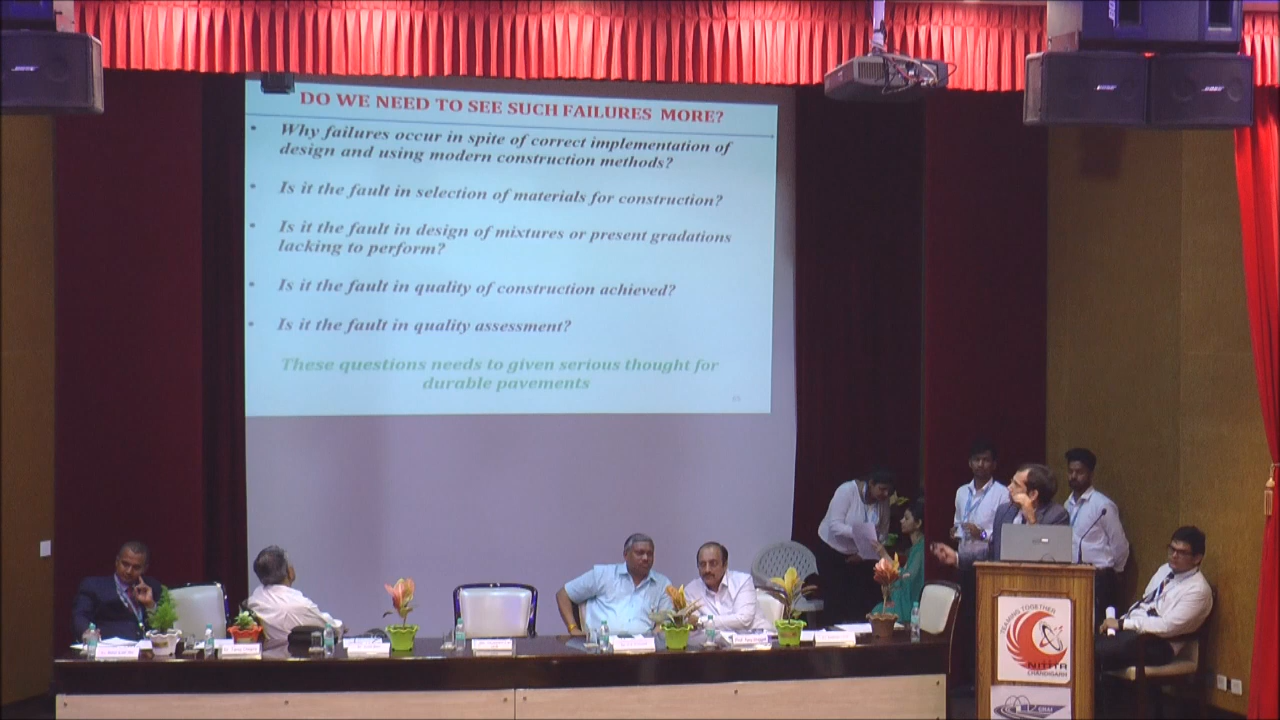 DO WE NEED TO SEE SUCH FAILURES MORE?
• Why failures occur in spite of correct implementation of
design and using modern construction methods?
• Is it the fault in selection of materials for construction?
• Is it the fault in design of mixtures or present gradations
lacking to perform?
• Is it the fault in quality of construction achieved?
• Is it the fault in quality assessment?
These questions needs to given serious thought for
durable pavements
BOSE
BOSE
BOSE
TRAINING TOGETHER
NITTTR
CHANDIGARH